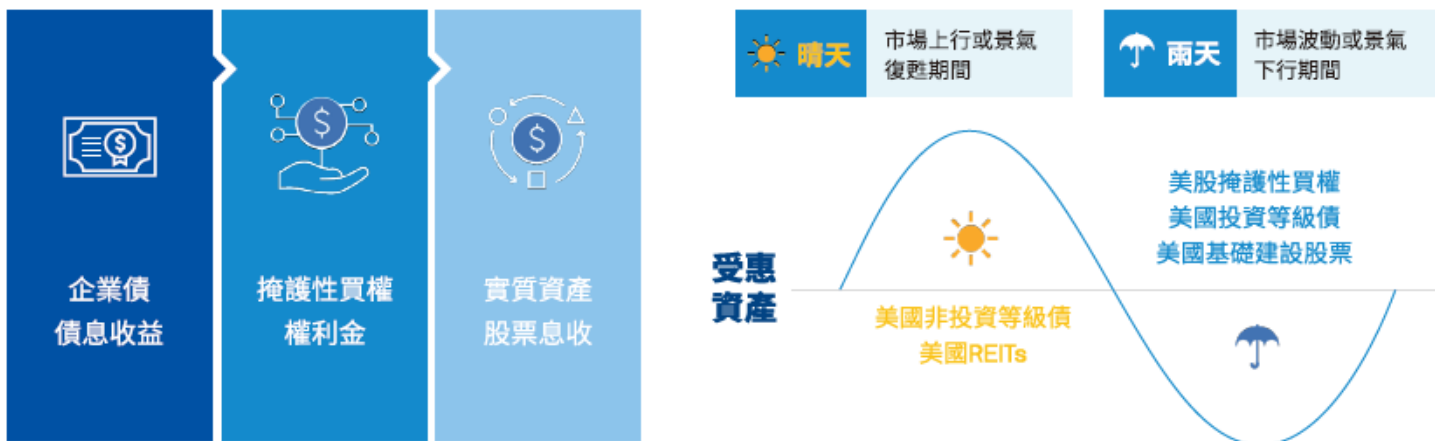 企業債
債息收益
掩護性買權
權利金
實質資產
股票息收
晴天
市場上行或景氣
復甦期間
雨天
市場波動或景氣
下行期間
受惠
資產
美國非投資等級債
美國REITs
美股掩護性買權
美國投資等級債
美國基礎建設股票